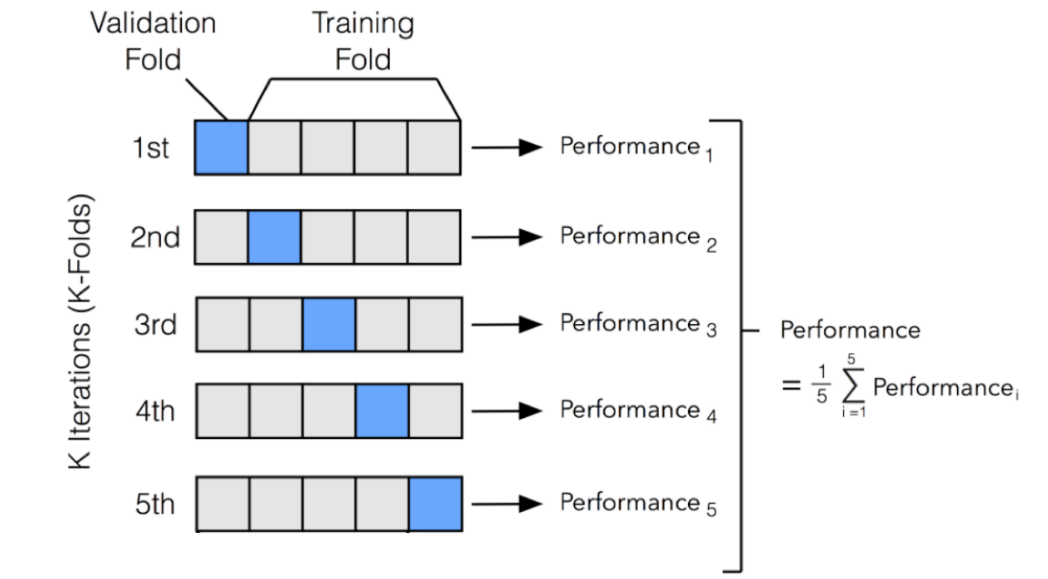 Validation
Fold
Training
Fold
1st
Performance 1
2nd
Performance 2
3rd
Performance 3
4th
Performance 4
5th
Performance 5
K Iterations (K-Folds)
Performance
= 1/5 5 ∑ i=1 Performance i